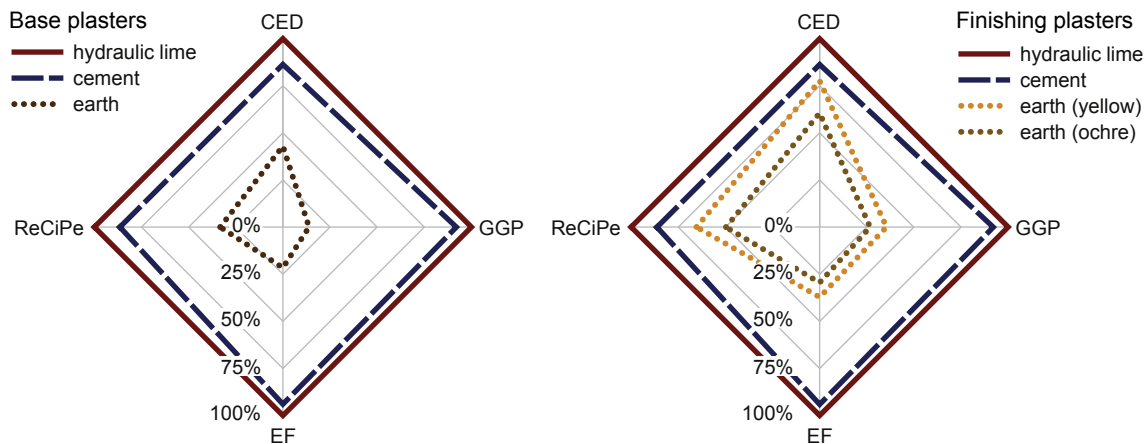 Base plasters
hydraulic lime
cement
earth
CED
ReCiPe
GGP
0%
25%
50%
75%
100%
EF
Finishing plasters
hydraulic lime
cement
earth (yellow)
earth (ochre)
CED
ReCiPe
GGP
0%
25%
50%
75%
100%
EF